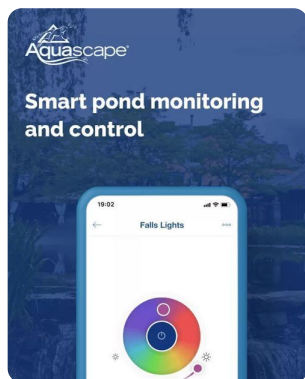 Aquascape®
Smart pond monitoring
and control
19:02
Falls Lights